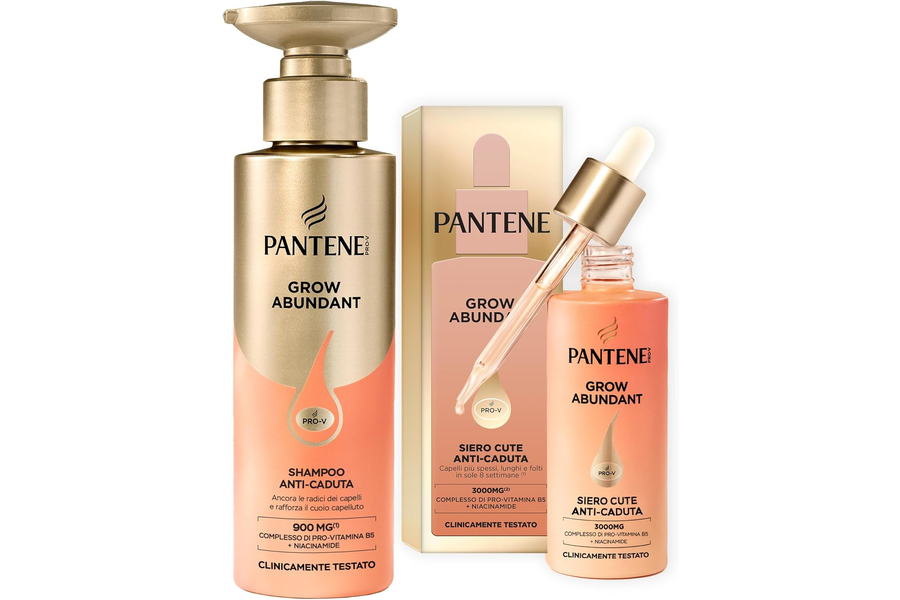 PANTENE
PRO-V
GROW
ABUNDANT
PRO-V
SHAMPOO
ANTI-CADUTA
Ancora le radici dei capelli
e rafforza il cuoio capelluto
900 MG(1)
COMPLESSO DI PRO-VITAMINA B5
+ NIACINAMIDE
CLINICAMENTE TESTATO
PANTENE
GROW
ABUNDA
PRO-V
SIERO CUTE
ANTI-CADUTA
Capelli più spessi, lunghi e folti
in sole 8 settimane (1)
3000MG(2)
COMPLESSO DI PRO-VITAMINA B5
+ NIACINAMIDE
CLINICAMENTE TESTATO
PANTENE
PRO-V
GROW
ABUNDANT
PRO-V
SIERO CUTE
ANTI-CADUTA
3000MG
COMPLESSO DI PRO-VITAMINA B5
+ NIACINAMIDE
CLINICAMENTE TESTATO